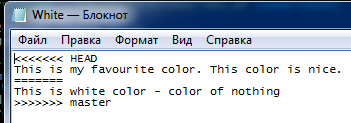 White — Блокнот
Файл Правка Формат Вид Справка
<<<<<<< HEAD
This is my favourite color. This color is nice.
=======
This is white color - color of nothing
>>>>>>> master